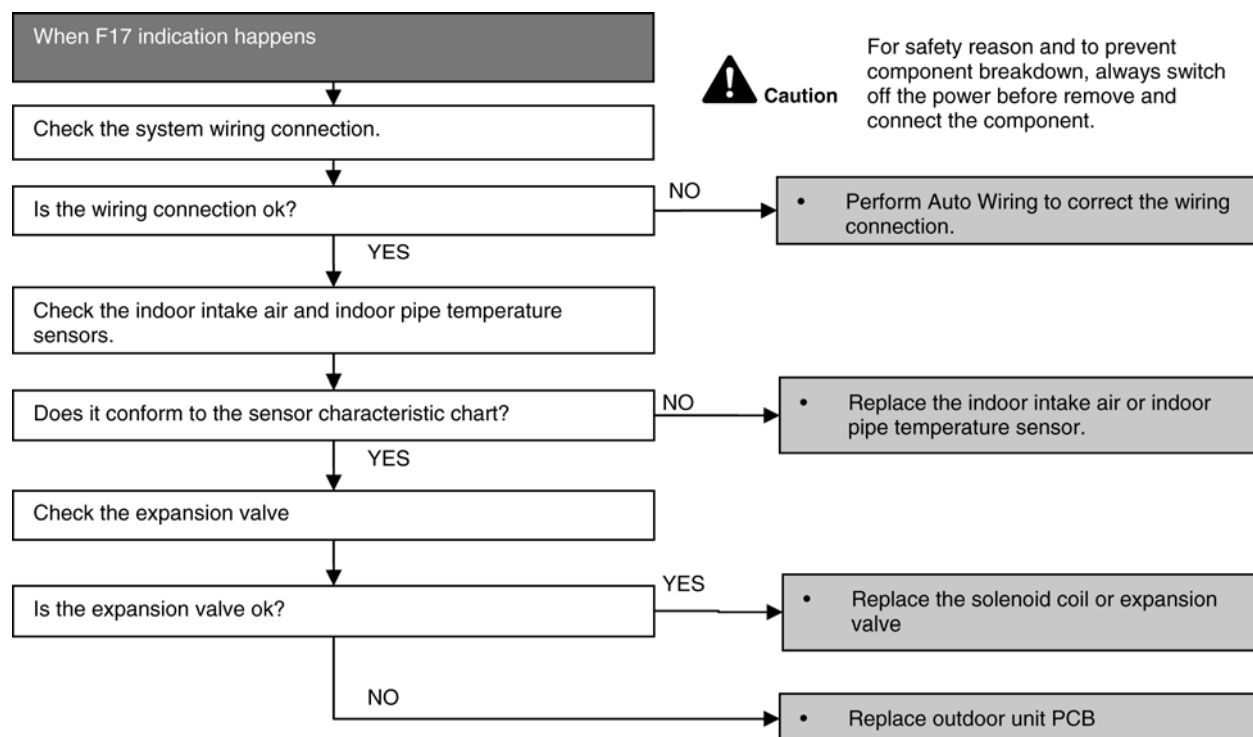 When F17 indication happens
For safety reason and to prevent
component breakdown, always switch
off the power before remove and
connect the component.
Caution
Check the system wiring connection.
Is the wiring connection ok?
NO
• Perform Auto Wiring to correct the wiring
connection.
YES
Check the indoor intake air and indoor pipe temperature
sensors.
Does it conform to the sensor characteristic chart?
NO
• Replace the indoor intake air or indoor
pipe temperature sensor.
YES
Check the expansion valve
Is the expansion valve ok?
YES
• Replace the solenoid coil or expansion
valve
NO
• Replace outdoor unit PCB